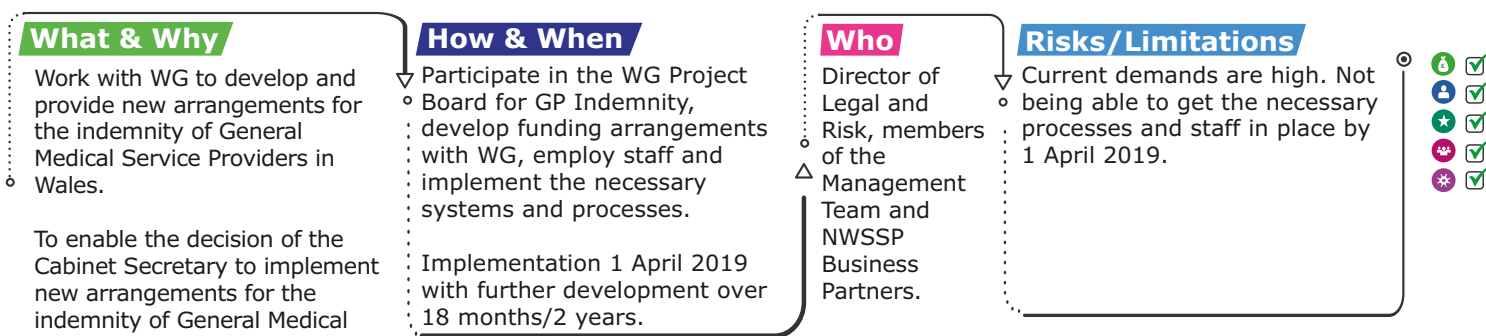 What & Why
Work with WG to develop and
provide new arrangements for
the indemnity of General
Medical Service Providers in
Wales.
To enable the decision of the
Cabinet Secretary to implement
new arrangements for the
indemnity of General Medical
How & When
Participate in the WG Project
Board for GP Indemnity,
develop funding arrangements
with WG, employ staff and
implement the necessary
systems and processes.
Implementation 1 April 2019
with further development over
18 months/2 years.
Who
Director of
Legal and
Risk, members
of the
Management
Team and
NWSSP
Business
Partners.
Risks/Limitations
Current demands are high. Not
being able to get the necessary
processes and staff in place by
1 April 2019.